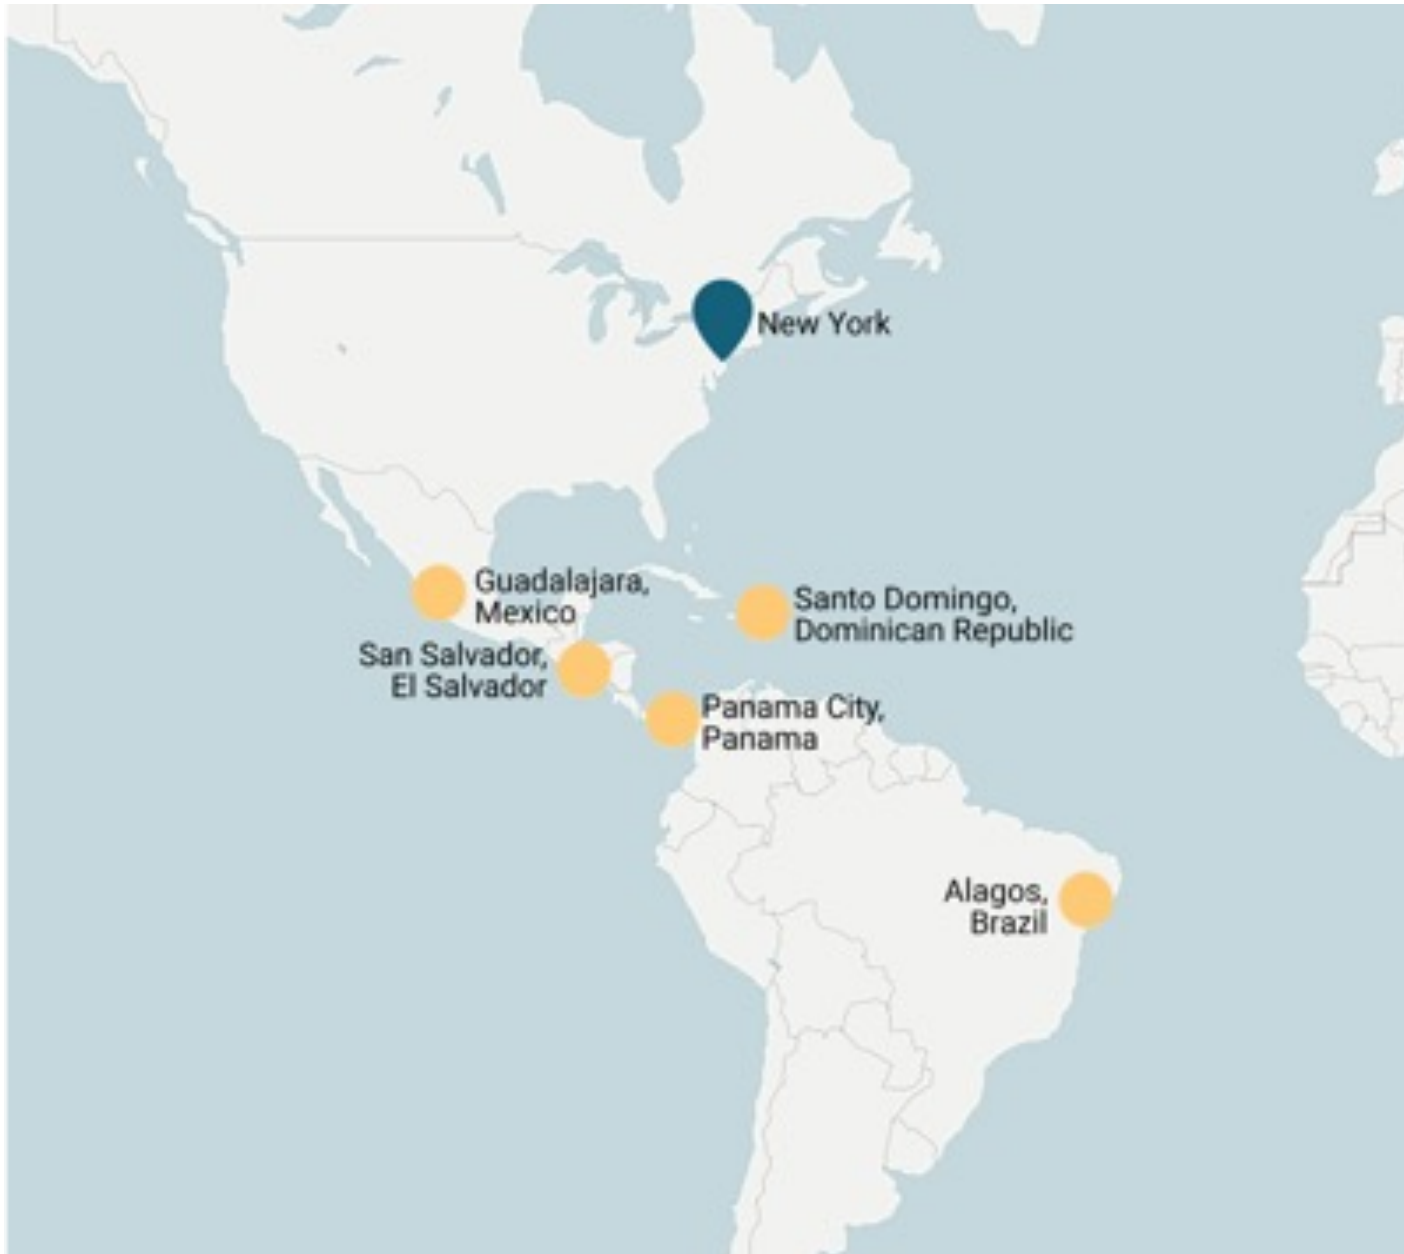 New York
Guadalajara,
Mexico
Santo Domingo,
Dominican Republic
San Salvador,
El Salvador
Panama City,
Panama
Alagos,
Brazil